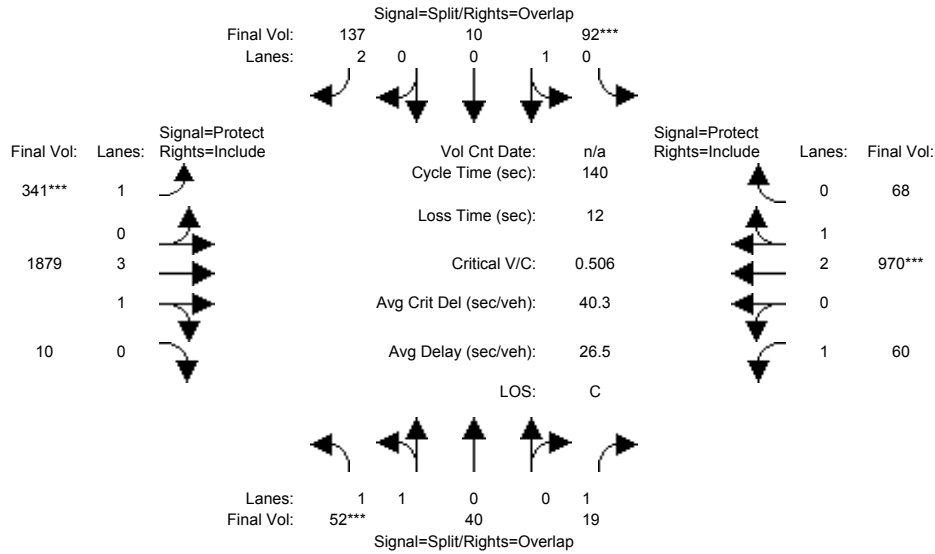 Signal=Split/Rights=Overlap
Final Vol: 137 10 92***
Lanes: 2 0 0 1 0
Signal=Protect
Final Vol: Lanes: Rights=Include
Vol Cnt Date: n/a
Signal=Protect
Rights=Include Lanes: Final Vol:
Cycle Time (sec): 140
341*** 1
0 68
Loss Time (sec): 12
0
1
1879 3
Critical V/C: 0.506
2 970***
1
Avg Crit Del (sec/veh): 40.3
0
10 0
Avg Delay (sec/veh): 26.5
1 60
LOS: C
Lanes: 1 1 0 0 1
Final Vol: 52*** 40 19
Signal=Split/Rights=Overlap